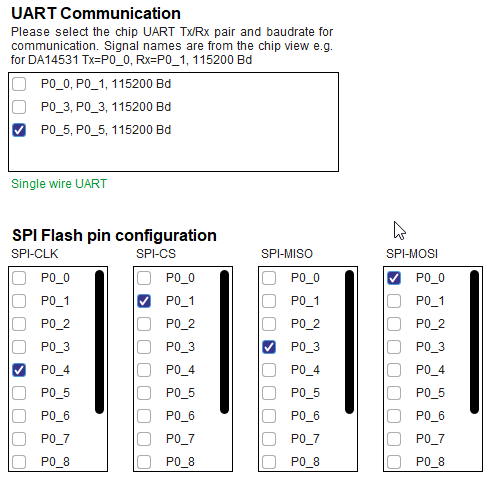 UART Communication
Please select the chip UART Tx/Rx pair and baudrate for
communication. Signal names are from the chip view e.g.
for DA14531 Tx=P0_0, Rx=P0_1, 115200 Bd
P0_0, P0_1, 115200 Bd
P0_3, P0_3, 115200 Bd
P0_5, P0_5, 115200 Bd
Single wire UART
SPI Flash pin configuration
SPI-CLK
P0_0
P0_1
P0_2
P0_3
P0_4
P0_5
P0_6
P0_7
P0_8
SPI-CS
P0_0
P0_1
P0_2
P0_3
P0_4
P0_5
P0_6
P0_7
P0_8
SPI-MISO
P0_0
P0_1
P0_2
P0_3
P0_4
P0_5
P0_6
P0_7
P0_8
SPI-MOSI
P0_0
P0_1
P0_2
P0_3
P0_4
P0_5
P0_6
P0_7
P0_8